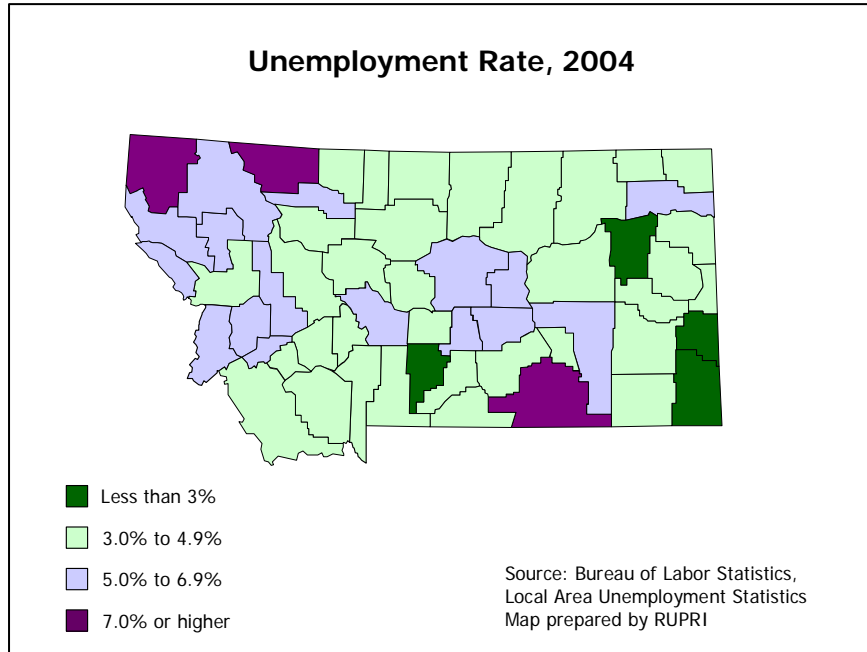 Unemployment Rate, 2004
Less than 3%
3.0% to 4.9%
5.0% to 6.9%
7.0% or higher
Source: Bureau of Labor Statistics,
Local Area Unemployment Statistics
Map prepared by RUPRI